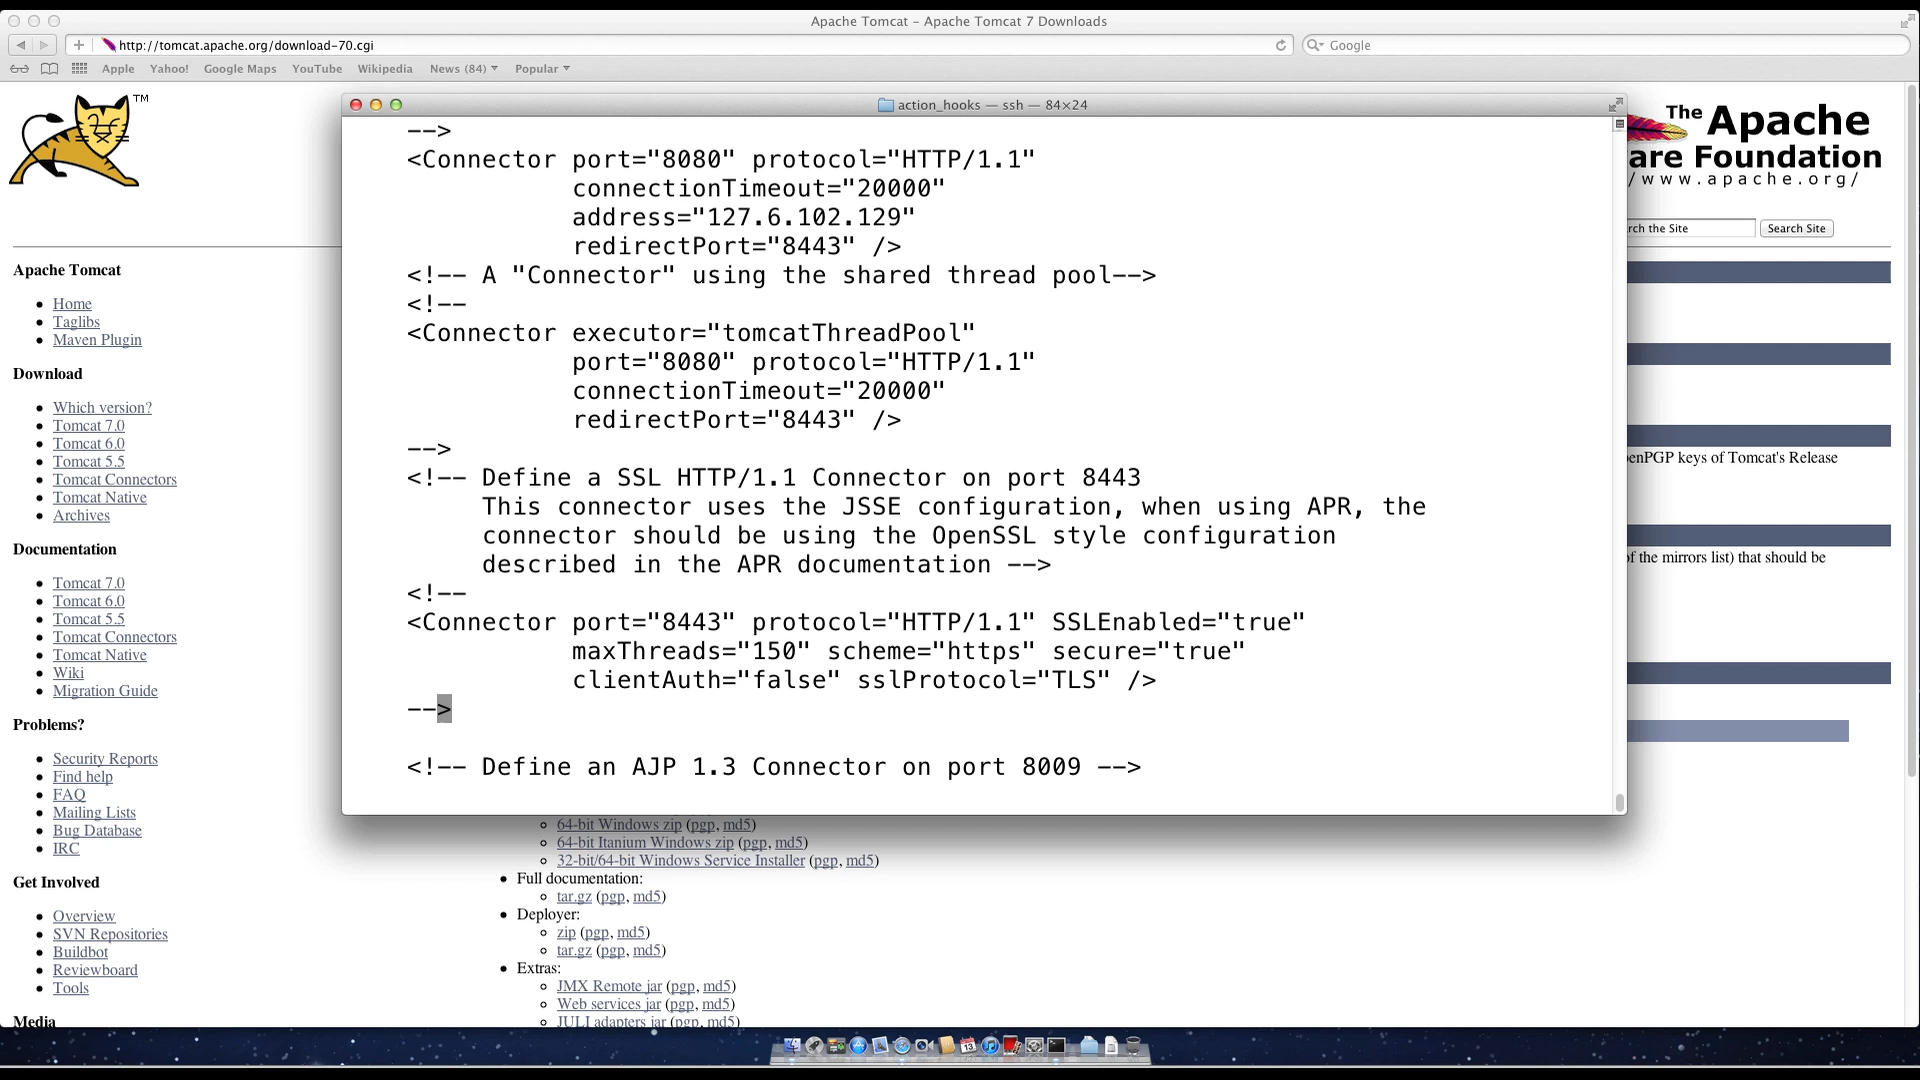 Apache Tomcat - Apache Tomcat 7 Downloads
http://tomcat.apache.org/download-70.cgi
Google
Apple Yahoo! Google Maps YouTube Wikipedia News (84) Popular
TM
action_hooks — ssh — 84×24
-->
<Connector port="8080" protocol="HTTP/1.1"
connectionTimeout="20000"
address="127.6.102.129"
redirectPort="8443" />
<!-- A "Connector" using the shared thread pool-->
<!--
<Connector executor="tomcatThreadPool"
port="8080" protocol="HTTP/1.1"
connectionTimeout="20000"
redirectPort="8443" />
-->
<!-- Define a SSL HTTP/1.1 Connector on port 8443
This connector uses the JSSE configuration, when using APR, the
connector should be using the OpenSSL style configuration
described in the APR documentation -->
<!--
<Connector port="8443" protocol="HTTP/1.1" SSLEnabled="true"
maxThreads="150" scheme="https" secure="true"
clientAuth="false" sslProtocol="TLS" />
-->
<!-- Define an AJP 1.3 Connector on port 8009 -->
The Apache
are Foundation
/www.apache.org/
rch the Site
Search Site
enPGP keys of Tomcat's Release
of the mirrors list) that should be
Apache Tomcat
Home
Taglibs
Maven Plugin
Download
Which version?
Tomcat 7.0
Tomcat 6.0
Tomcat 5.5
Tomcat Connectors
Tomcat Native
Archives
Documentation
Tomcat 7.0
Tomcat 6.0
Tomcat 5.5
Tomcat Connectors
Tomcat Native
Wiki
Migration Guide
Problems?
Security Reports
Find help
FAQ
Mailing Lists
Bug Database
IRC
Get Involved
Overview
SVN Repositories
Buildbot
Reviewboard
Tools
Media
64-bit Windows zip (pgp, md5)
64-bit Itanium Windows zip (pgp, md5)
32-bit/64-bit Windows Service Installer (pgp, md5)
Full documentation:
tar.gz (pgp, md5)
Deployer:
zip (pgp, md5)
tar.gz (pgp, md5)
Extras:
JMX Remote jar (pgp, md5)
Web services jar (pgp, md5)
JULI adapters jar (pgp, md5)